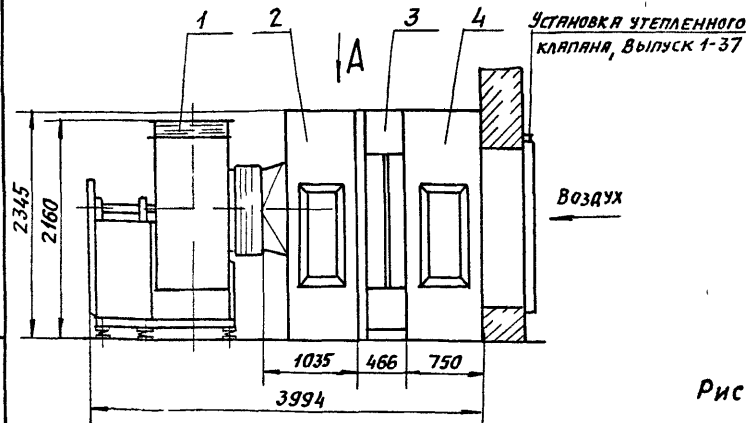 1 2 3 4
Установка утепленного
клапана, выпуск 1-37
А
Воздух
2345
2160
1035 466 750
3994
Рис